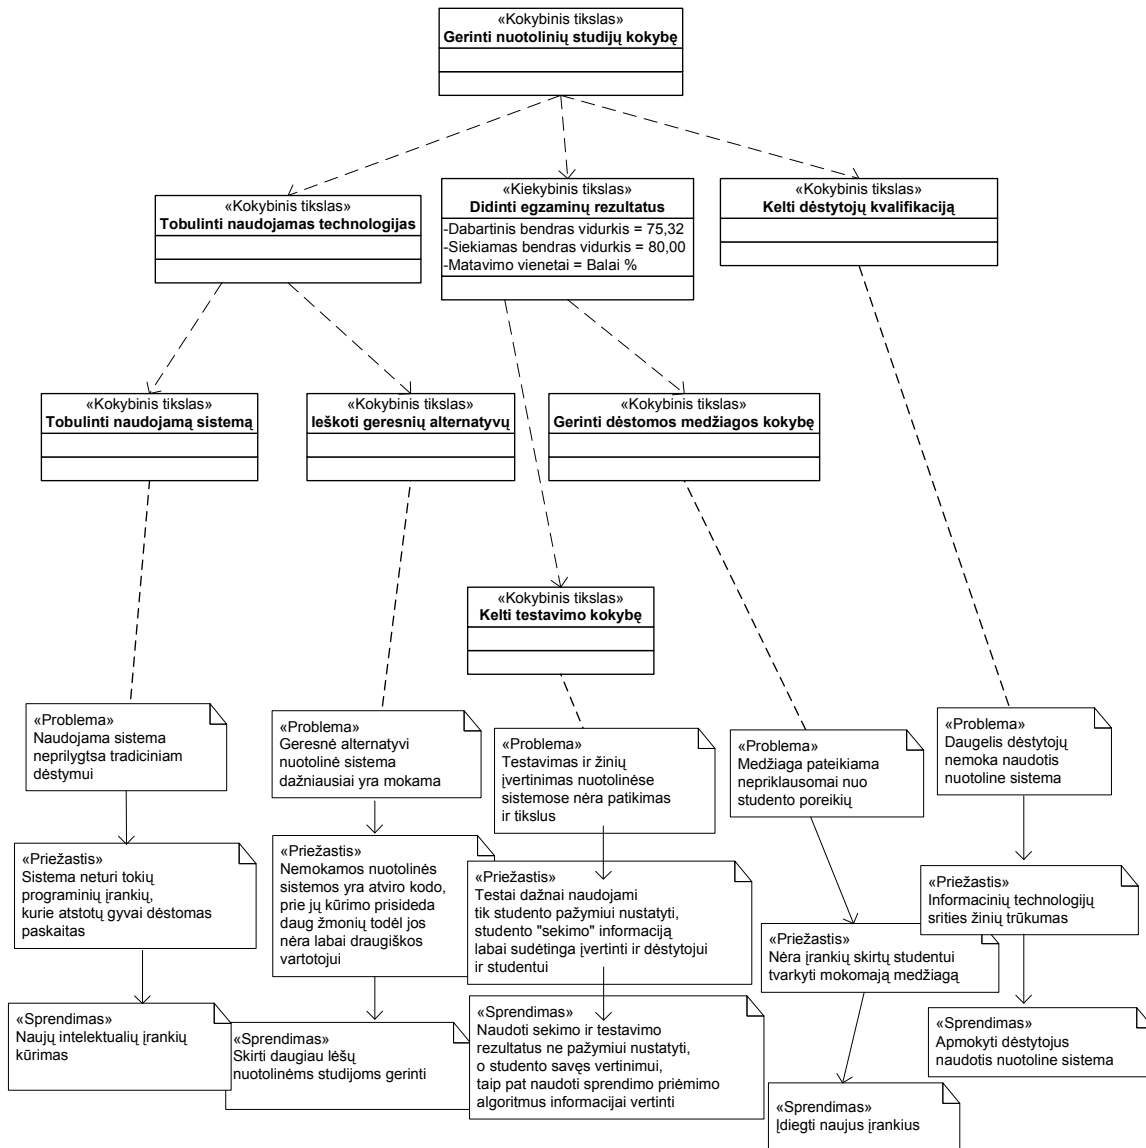 «Kokybinis tikslas»
Gerinti nuotolinių studijų kokybę
«Kokybinis tikslas»
Tobulinti naudojamas technologijas
«Kiekybinis tikslas»
Didinti egzaminų rezultatus
-Dabartinis bendras vidurkis = 75,32
-Siekiamas bendras vidurkis = 80,00
-Matavimo vienetai = Balai %
«Kokybinis tikslas»
Kelti dėstytojų kvalifikaciją
«Kokybinis tikslas»
Tobulinti naudojamą sistemą
«Kokybinis tikslas»
Ieškoti geresnių alternatyvų
«Kokybinis tikslas»
Gerinti dėstomos medžiagos kokybę
«Kokybinis tikslas»
Kelti testavimo kokybę
«Problema»
Naudojama sistema
neprilygtsa tradiciniam
dėstymui
«Problema»
Geresnė alternatyvi
nuotolinė sistema
dažniausiai yra mokama
«Problema»
Testavimas ir žinių
įvertinimas nuotolinėse
sistemose nėra patikimas
ir tikslus
«Problema»
Medžiaga pateikiama
nepriklausomai nuo
studento poreikių
«Problema»
Daugelis dėstytojų
nemoka naudotis
nuotoline sistema
«Priežastis»
Sistema neturi tokių
programinių įrankių,
kurie atstotų gyvai dėstomas
paskaitas
«Priežastis»
Nemokamos nuotolinės
sistemos yra atviro kodo,
prie jų kūrimo prisideda
daug žmonių todėl jos
nėra labai draugiškos
vartotojui
«Priežastis»
Testai dažnai naudojami
tik studento pažymiui nustatyti,
studento "sekimo" informaciją
labai sudėtinga įvertinti ir dėstytojui
ir studentui
«Priežastis»
Nėra įrankių skirtų studentui
tvarkyti mokomają medžiagą
«Priežastis»
Informacinių technologijų
srities žinių trūkumas
«Sprendimas»
Naujų intelektualių įrankių
kūrimas
«Sprendimas»
Skirti daugiau lėšų
nuotolinėms studijoms gerinti
«Sprendimas»
Naudoti sekimo ir testavimo
rezultatus ne pažymiui nustatyti,
o studento savęs vertinimui,
taip pat naudoti sprendimo priėmimo
algoritmus informacijai vertinti
«Sprendimas»
Įdiegti naujus įrankius
«Sprendimas»
Apmokyti dėstytojus
naudotis nuotoline sistema